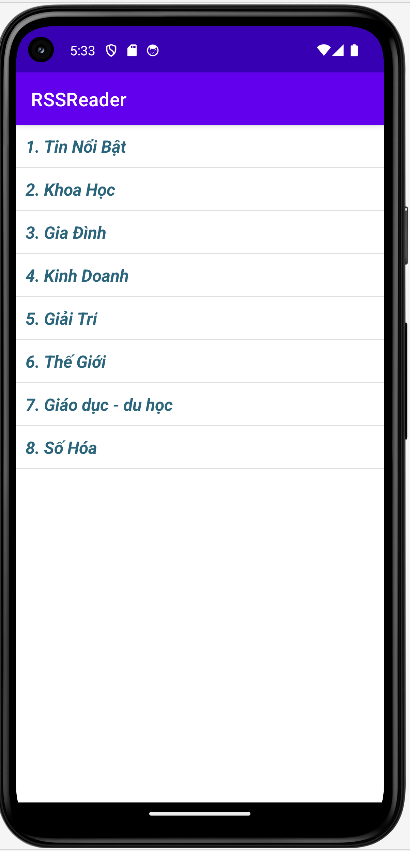 5:33
RSSReader
1. Tin Nổi Bật
2. Khoa Học
3. Gia Đình
4. Kinh Doanh
5. Giải Trí
6. Thế Giới
7. Giáo dục - du học
8. Số Hóa